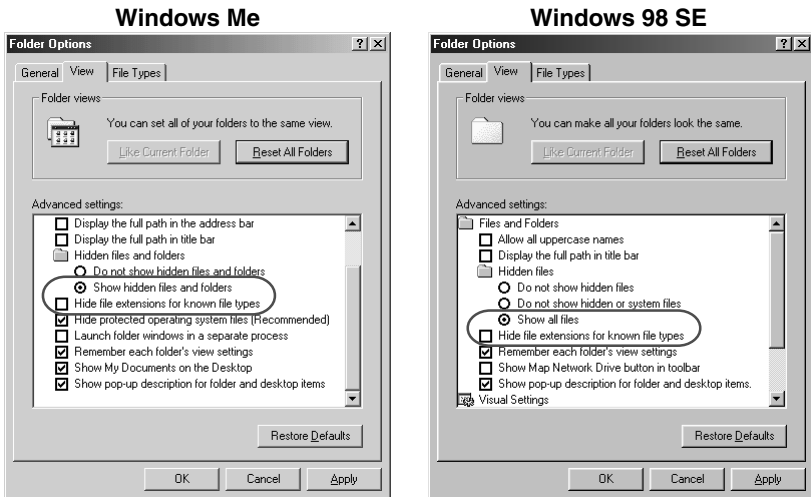 Windows Me
Folder Options
General View File Types
Folder views
You can set all of your folders to the same view.
Like Current Folder Reset All Folders
Advanced settings:
Display the full path in the address bar
Display the full path in title bar
Hidden files and folders
Do not show hidden files and folders
Show hidden files and folders
Hide file extensions for known file types
Hide protected operating system files (Recommended)
Launch folder windows in a separate process
Remember each folder's view settings
Show My Documents on the Desktop
Show pop-up description for folder and desktop items
Restore Defaults
OK Cancel Apply
Windows 98 SE
Folder Options
General View File Types
Folder views
You can make all your folders look the same.
Like Current Folder Reset All Folders
Advanced settings:
Files and Folders
Allow all uppercase names
Display the full path in title bar
Hidden files
Do not show hidden files
Do not show hidden or system files
Show all files
Hide file extensions for known file types
Remember each folder's view settings
Show Map Network Drive button in toolbar
Show pop-up description for folder and desktop items.
Visual Settings
Restore Defaults
OK Cancel Apply